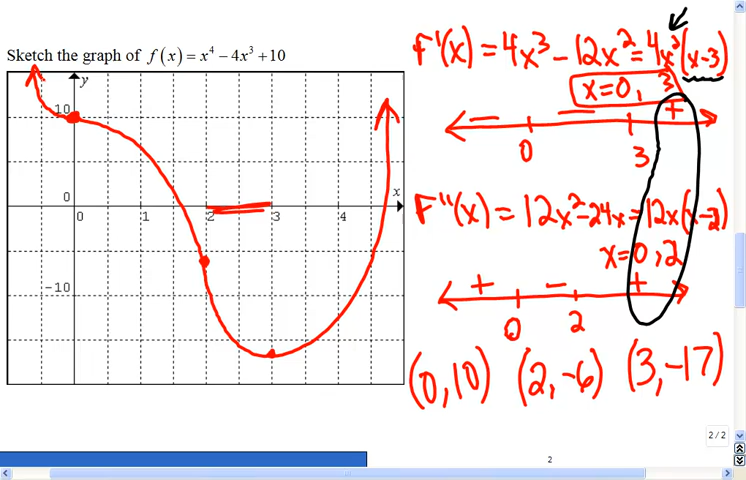 Sketch the graph of f(x) = x⁴ − 4x³ + 10
y
10
0
−10
0 1 2 3 4
x
F'(x) = 4x³ − 12x² = 4x²(x−3)
x=0, 3
− − +
0 3
F''(x) = 12x² − 24x = 12x(x−2)
x=0, 2
+ − +
0 2
(0,10) (2,−6) (3,−17)
2 / 2
2